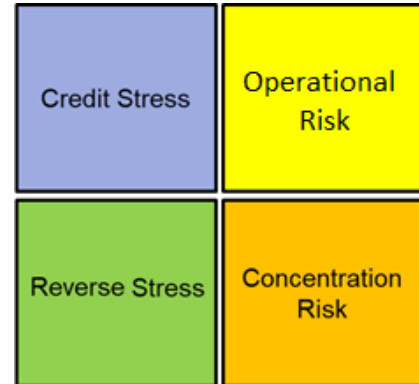 Credit Stress
Operational
Risk
Reverse Stress
Concentration
Risk